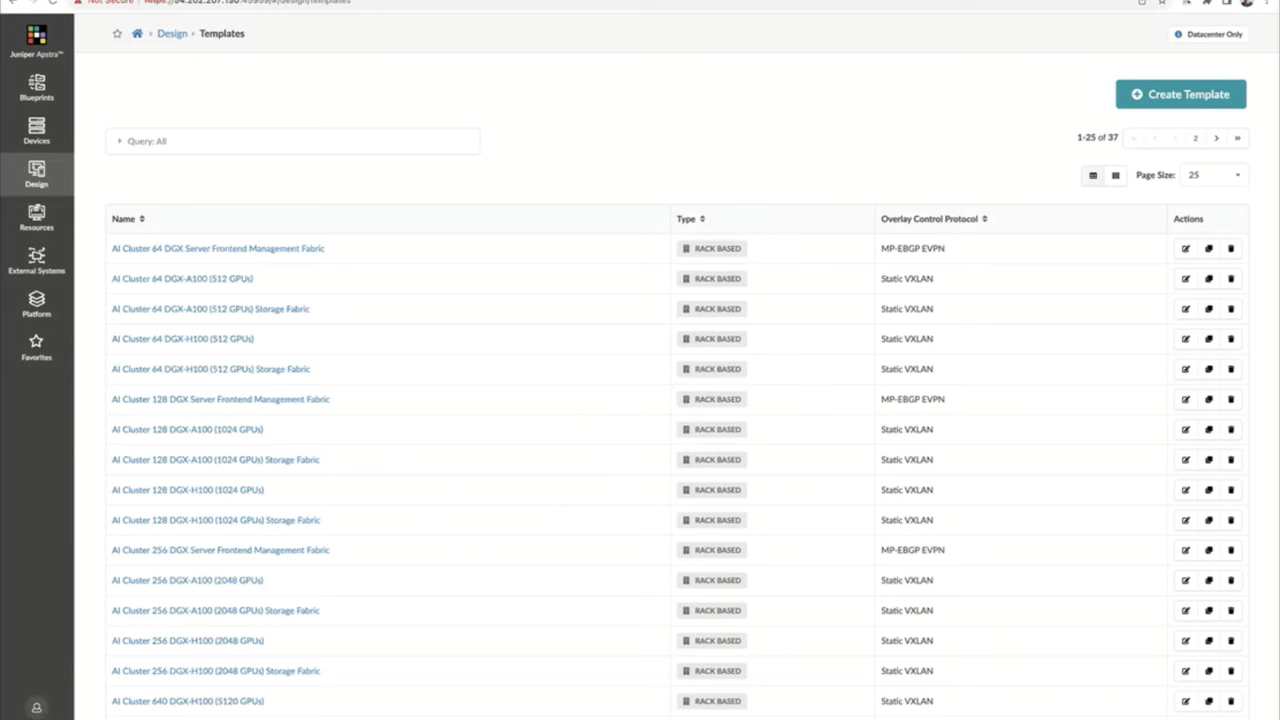 Not Secure https://54.202.207.130:45959/#/design/templates
Juniper Apstra™
Blueprints
Devices
Design
Resources
External Systems
Platform
Favorites
Design › Templates
Datacenter Only
Create Template
Query: All
1-25 of 37
2
Page Size: 25
Name Type Overlay Control Protocol Actions
AI Cluster 64 DGX Server Frontend Management Fabric RACK BASED MP-EBGP EVPN
AI Cluster 64 DGX-A100 (512 GPUs) RACK BASED Static VXLAN
AI Cluster 64 DGX-A100 (512 GPUs) Storage Fabric RACK BASED Static VXLAN
AI Cluster 64 DGX-H100 (512 GPUs) RACK BASED Static VXLAN
AI Cluster 64 DGX-H100 (512 GPUs) Storage Fabric RACK BASED Static VXLAN
AI Cluster 128 DGX Server Frontend Management Fabric RACK BASED MP-EBGP EVPN
AI Cluster 128 DGX-A100 (1024 GPUs) RACK BASED Static VXLAN
AI Cluster 128 DGX-A100 (1024 GPUs) Storage Fabric RACK BASED Static VXLAN
AI Cluster 128 DGX-H100 (1024 GPUs) RACK BASED Static VXLAN
AI Cluster 128 DGX-H100 (1024 GPUs) Storage Fabric RACK BASED Static VXLAN
AI Cluster 256 DGX Server Frontend Management Fabric RACK BASED MP-EBGP EVPN
AI Cluster 256 DGX-A100 (2048 GPUs) RACK BASED Static VXLAN
AI Cluster 256 DGX-A100 (2048 GPUs) Storage Fabric RACK BASED Static VXLAN
AI Cluster 256 DGX-H100 (2048 GPUs) RACK BASED Static VXLAN
AI Cluster 256 DGX-H100 (2048 GPUs) Storage Fabric RACK BASED Static VXLAN
AI Cluster 640 DGX-H100 (5120 GPUs) RACK BASED Static VXLAN